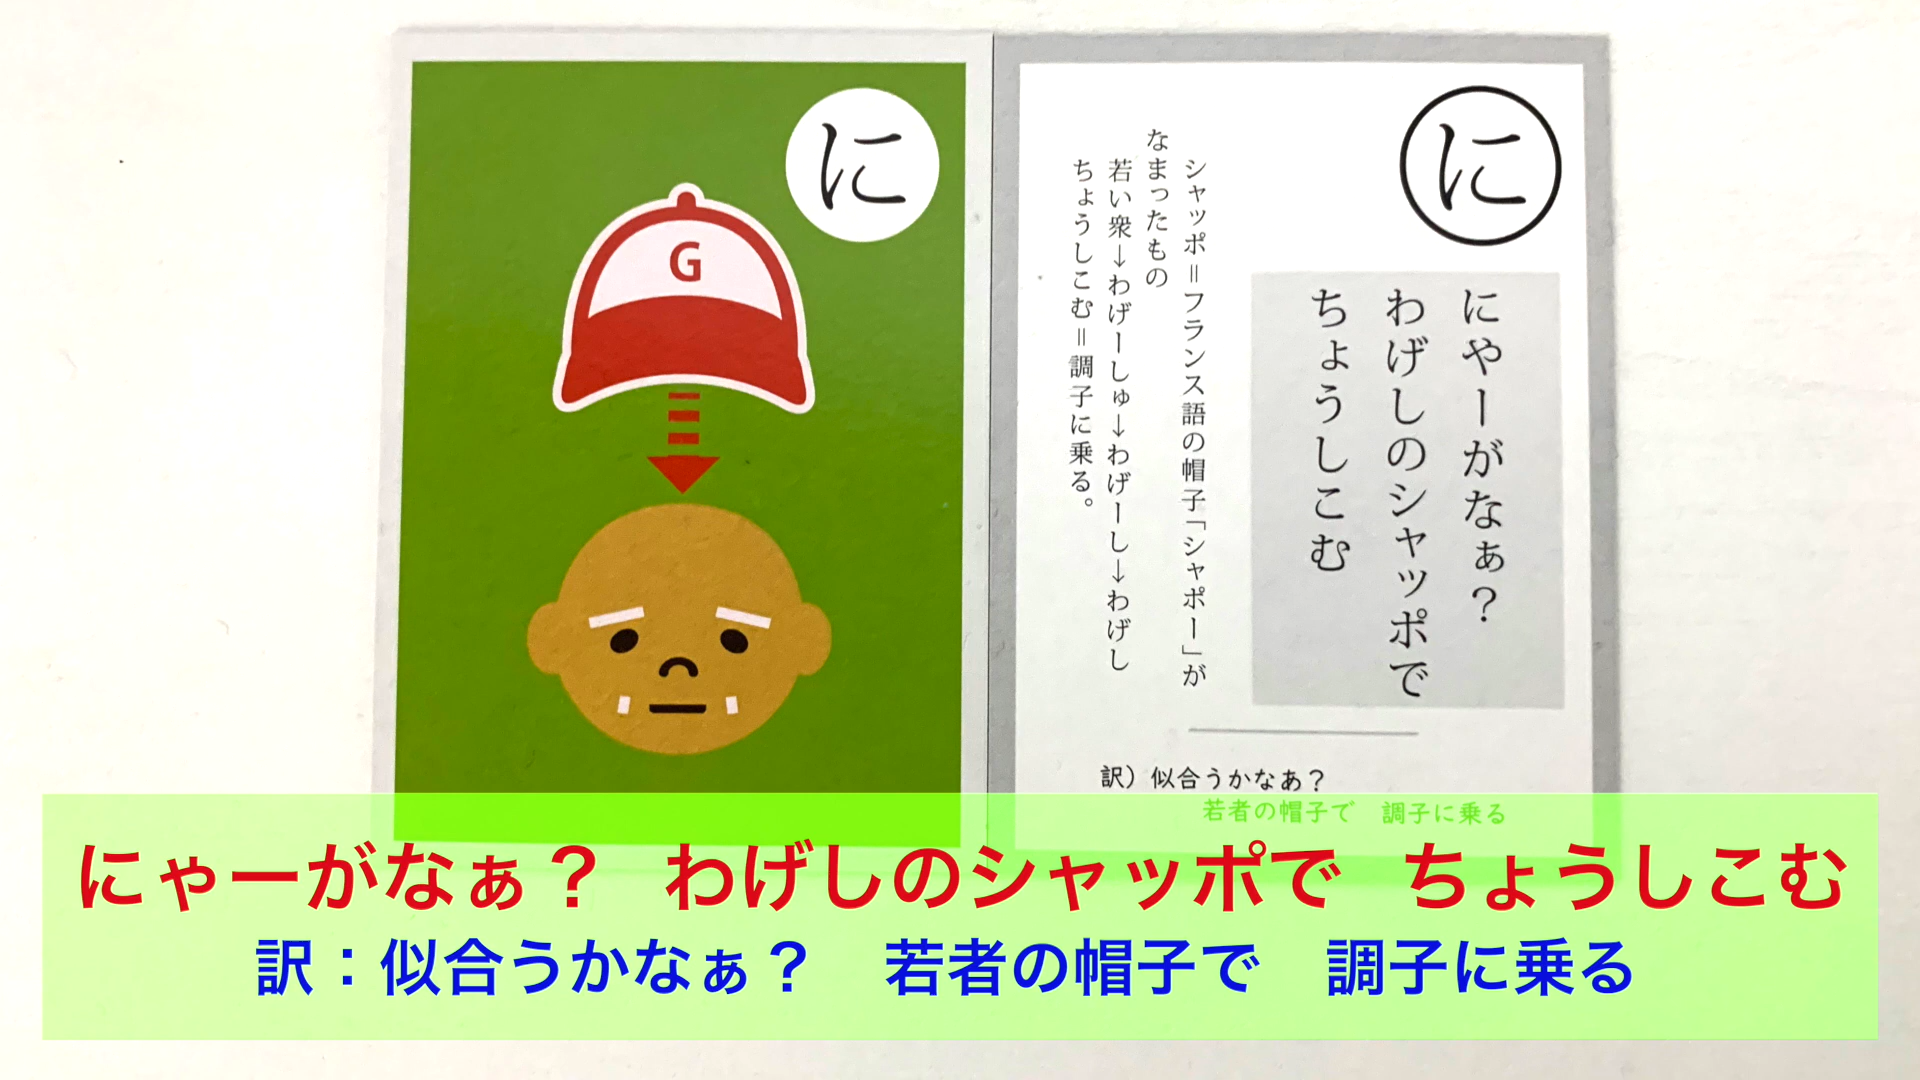 に
G
に
にやーがなぁ？
わげしのシャッポで
ちょうしこむ
シャッポ＝フランス語の帽子「シャポー」が
なまったもの
若い衆→わげーしゅ→わげーし→わげし
ちょうしこむ＝調子に乗る。
訳）似合うかなあ？
若者の帽子で　調子に乗る
にゃーがなぁ？　わげしのシャッポで　ちょうしこむ
訳：似合うかなぁ？　若者の帽子で　調子に乗る